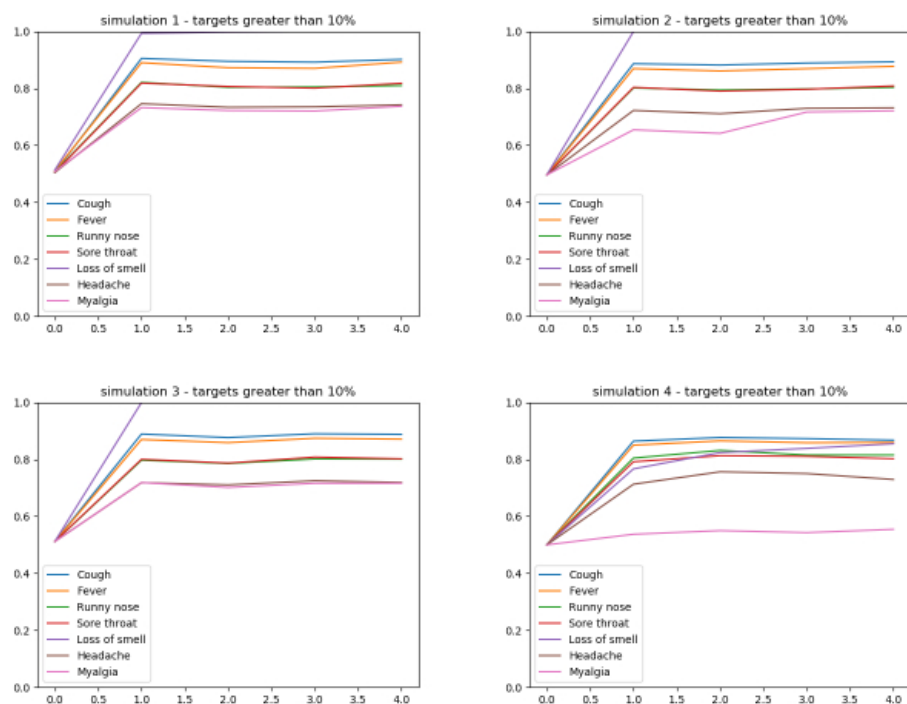 simulation 1 - targets greater than 10%
1.0
0.8
0.6
0.4
0.2
0.0
Cough
Fever
Runny nose
Sore throat
Loss of smell
Headache
Myalgia
0.0 0.5 1.0 1.5 2.0 2.5 3.0 3.5 4.0
simulation 2 - targets greater than 10%
1.0
0.8
0.6
0.4
0.2
0.0
Cough
Fever
Runny nose
Sore throat
Loss of smell
Headache
Myalgia
0.0 0.5 1.0 1.5 2.0 2.5 3.0 3.5 4.0
simulation 3 - targets greater than 10%
1.0
0.8
0.6
0.4
0.2
0.0
Cough
Fever
Runny nose
Sore throat
Loss of smell
Headache
Myalgia
0.0 0.5 1.0 1.5 2.0 2.5 3.0 3.5 4.0
simulation 4 - targets greater than 10%
1.0
0.8
0.6
0.4
0.2
0.0
Cough
Fever
Runny nose
Sore throat
Loss of smell
Headache
Myalgia
0.0 0.5 1.0 1.5 2.0 2.5 3.0 3.5 4.0